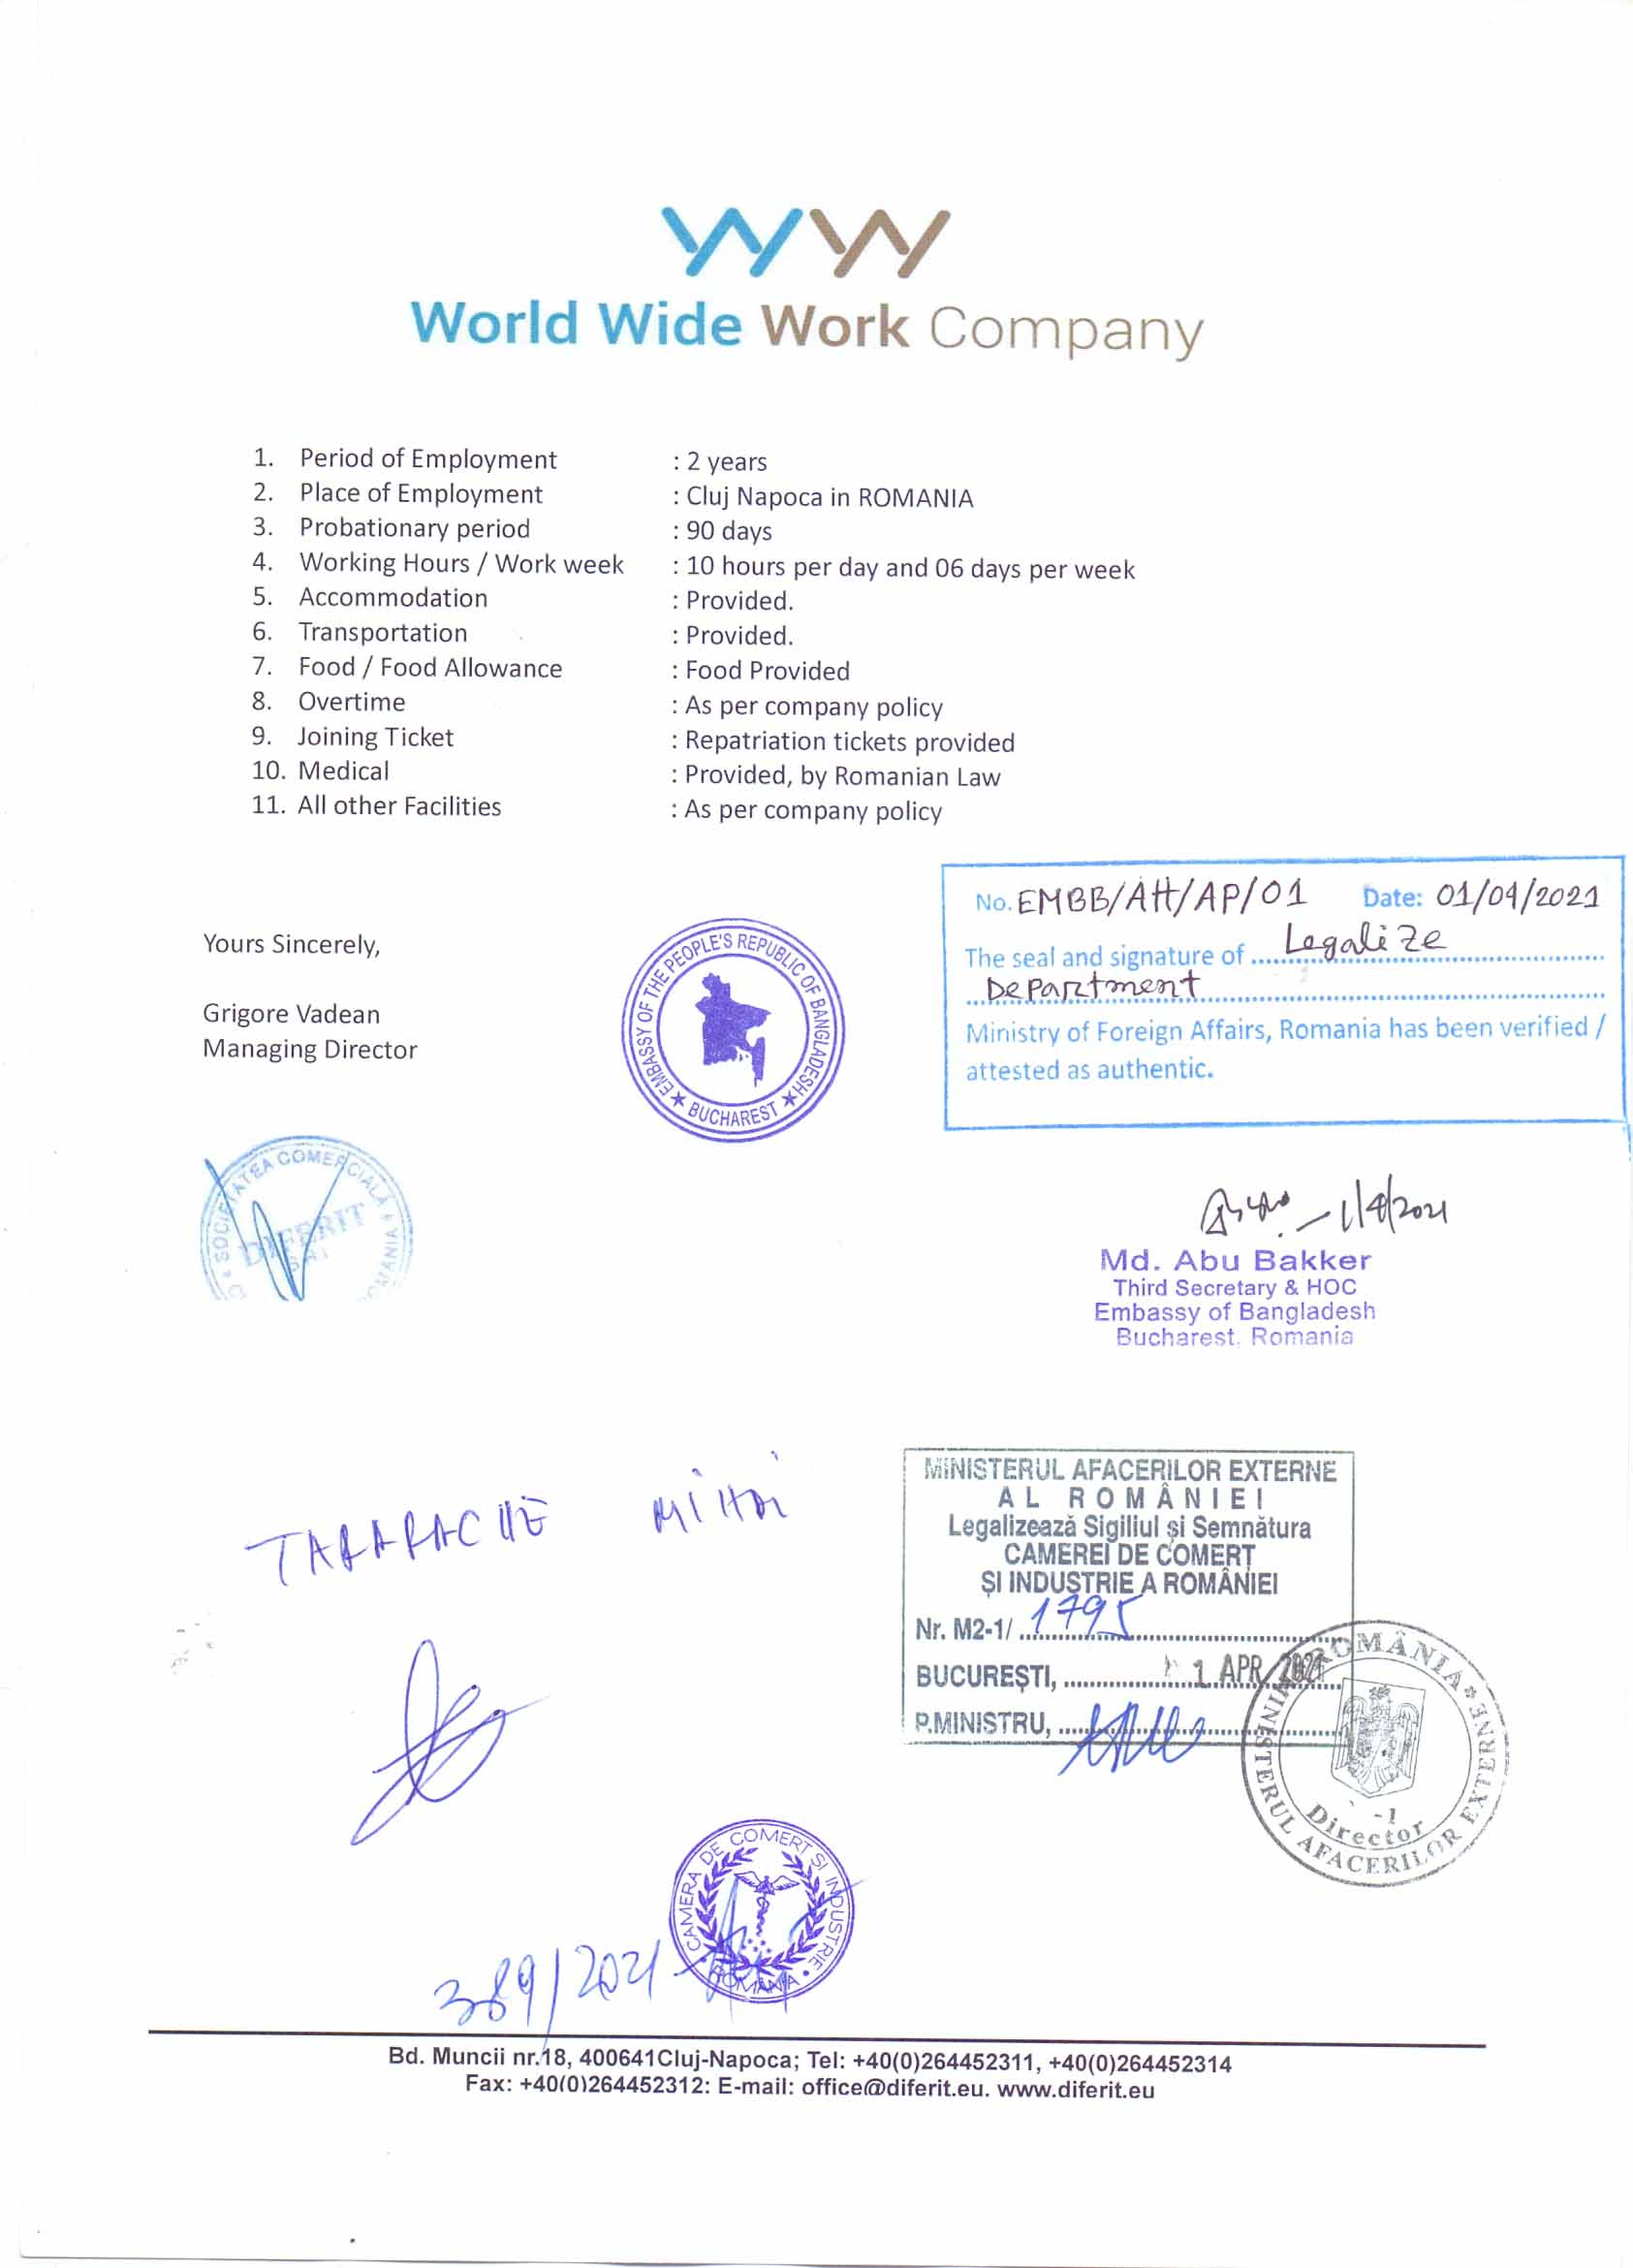 World Wide Work Company
1. Period of Employment : 2 years
2. Place of Employment : Cluj Napoca in ROMANIA
3. Probationary period : 90 days
4. Working Hours / Work week : 10 hours per day and 06 days per week
5. Accommodation : Provided.
6. Transportation : Provided.
7. Food / Food Allowance : Food Provided
8. Overtime : As per company policy
9. Joining Ticket : Repatriation tickets provided
10. Medical : Provided, by Romanian Law
11. All other Facilities : As per company policy
Yours Sincerely,
Grigore Vadean
Managing Director
EMBASSY OF THE PEOPLE'S REPUBLIC OF BANGLADESH
★ BUCHAREST ★
No. EMBB/AH/AP/01 Date: 01/04/2021
The seal and signature of Legalize
Department
Ministry of Foreign Affairs, Romania has been verified /
attested as authentic.
SOCIETATEA COMERCIALĂ
DIFERIT
1/4/2021
Md. Abu Bakker
Third Secretary & HOC
Embassy of Bangladesh
Bucharest, Romania
TARARACHE MIHAI
MINISTERUL AFACERILOR EXTERNE
AL ROMÂNIEI
Legalizează Sigiliul și Semnătura
CAMEREI DE COMERȚ
ȘI INDUSTRIE A ROMÂNIEI
Nr. M2-1/ 1795
BUCUREȘTI, 1 APR 2021
P.MINISTRU,
ROMÂNIA * MINISTERUL AFACERILOR EXTERNE
-1
Director
CAMERA DE COMERT SI INDUSTRIE
ROMANIA
389/2021
Bd. Muncii nr.18, 400641Cluj-Napoca; Tel: +40(0)264452311, +40(0)264452314
Fax: +40(0)264452312: E-mail: office@diferit.eu. www.diferit.eu